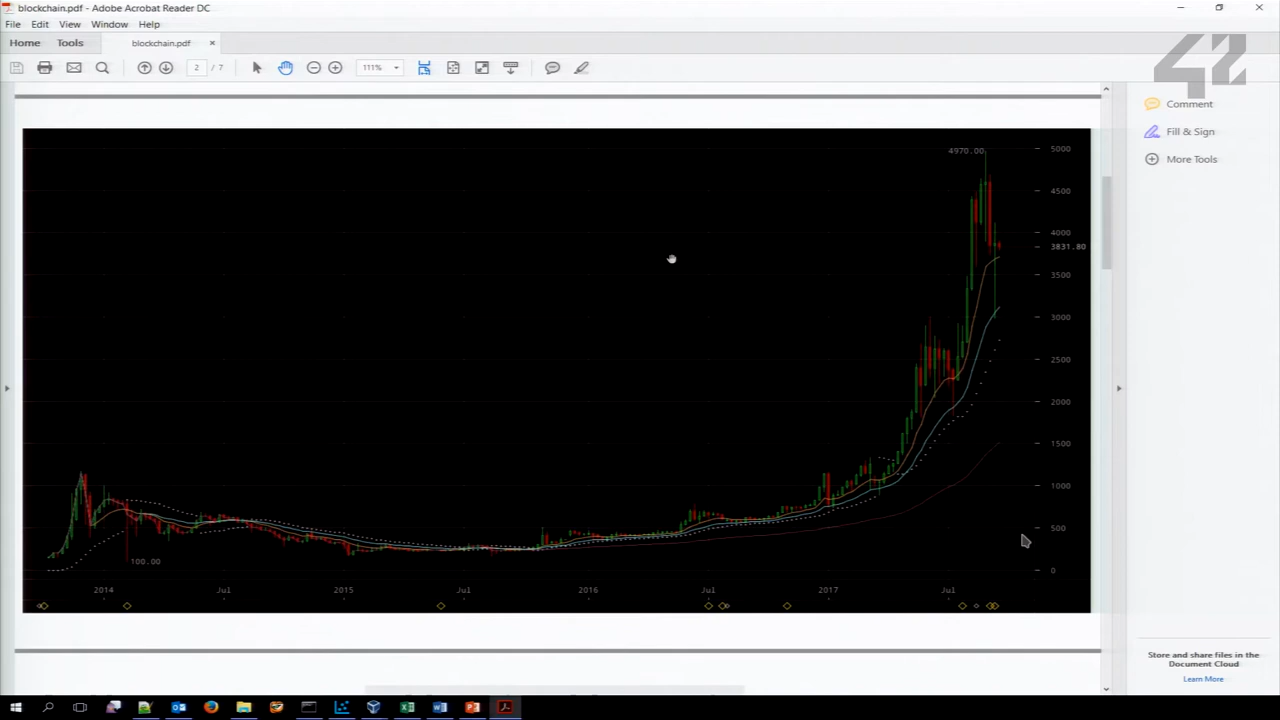 blockchain.pdf - Adobe Acrobat Reader DC
File Edit View Window Help
Home Tools blockchain.pdf ×
2 / 7 111%
42
Comment
Fill & Sign
More Tools
4970.00
5000
4500
4000
3831.80
3500
3000
2500
2000
1500
1000
500
0
100.00
2014 Jul 2015 Jul 2016 Jul 2017 Jul
Store and share files in the
Document Cloud
Learn More